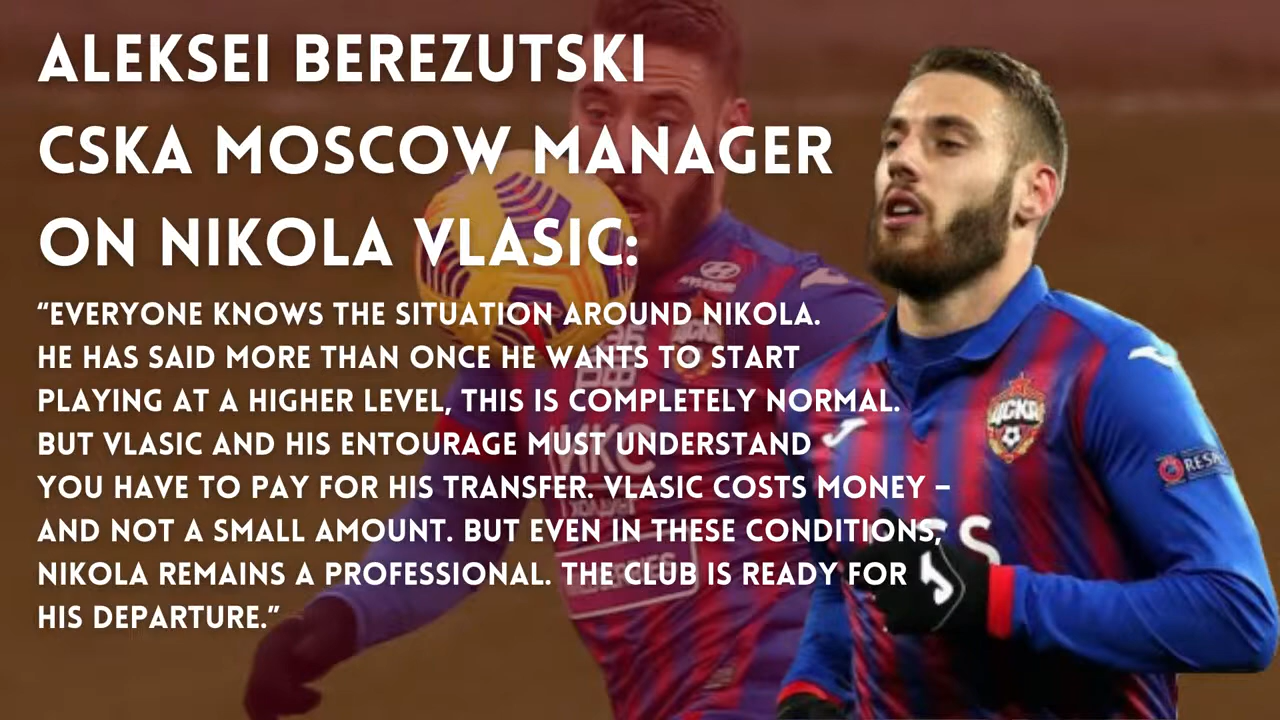 ALEKSEI BEREZUTSKI
CSKA MOSCOW MANAGER
ON NIKOLA VLASIC:
“EVERYONE KNOWS THE SITUATION AROUND NIKOLA.
HE HAS SAID MORE THAN ONCE HE WANTS TO START
PLAYING AT A HIGHER LEVEL, THIS IS COMPLETELY NORMAL.
BUT VLASIC AND HIS ENTOURAGE MUST UNDERSTAND
YOU HAVE TO PAY FOR HIS TRANSFER. VLASIC COSTS MONEY –
AND NOT A SMALL AMOUNT. BUT EVEN IN THESE CONDITIONS,
NIKOLA REMAINS A PROFESSIONAL. THE CLUB IS READY FOR
HIS DEPARTURE.”
HYUNDAI
ЦСКА